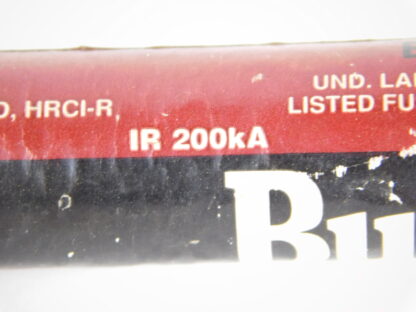 UND. LA
D, HRCI-R
LISTED FU
IR 200kA
Bu